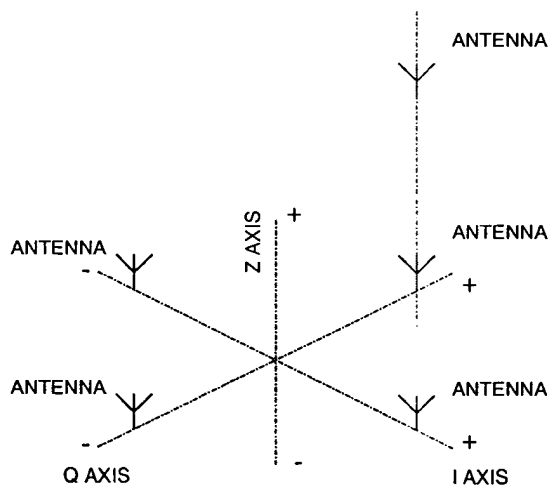 ANTENNA
ANTENNA
+
Z AXIS
ANTENNA
-
+
ANTENNA
ANTENNA
-
-
+
Q AXIS
I AXIS